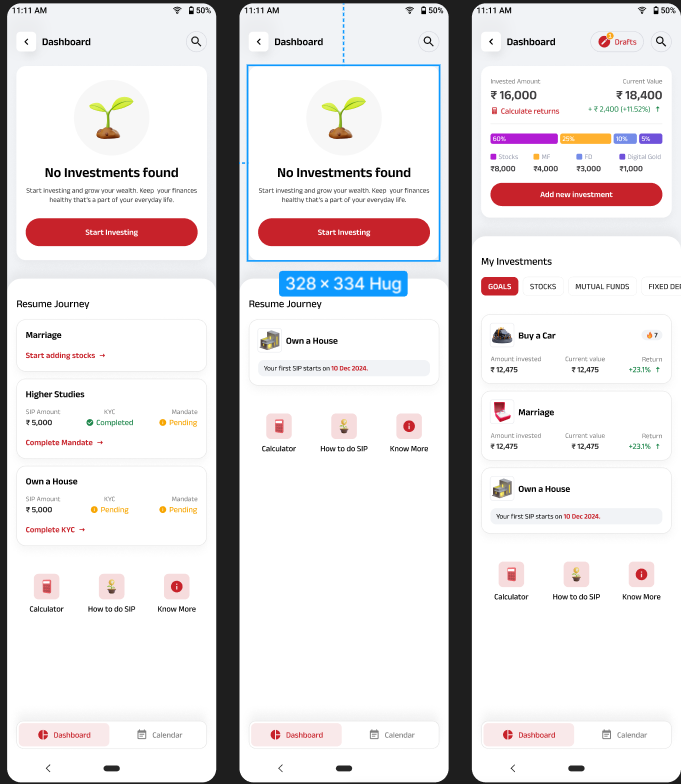 11:11 AM
50%
Dashboard
No Investments found
Start investing and grow your wealth. Keep your finances
healthy that's a part of your everyday life.
Start Investing
Resume Journey
Marriage
Start adding stocks →
Higher Studies
SIP Amount KYC Mandate
₹ 5,000 Completed Pending
Complete Mandate →
Own a House
SIP Amount KYC Mandate
₹ 5,000 Pending Pending
Complete KYC →
Calculator How to do SIP Know More
Dashboard Calendar
11:11 AM
50%
Dashboard
No Investments found
Start investing and grow your wealth. Keep your finances
healthy that's a part of your everyday life.
Start Investing
328 × 334 Hug
Resume Journey
Own a House
Your first SIP starts on 10 Dec 2024.
Calculator How to do SIP Know More
Dashboard Calendar
11:11 AM
50%
Dashboard
Drafts
Invested Amount Current Value
₹ 16,000 ₹ 18,400
Calculate returns + ₹ 2,400 (+11.52%) ↑
60% 25% 10% 5%
Stocks MF FD Digital Gold
₹8,000 ₹4,000 ₹3,000 ₹1,000
Add new investment
My Investments
GOALS STOCKS MUTUAL FUNDS FIXED DEP
Buy a Car 7
Amount invested Current value Return
₹ 12,475 ₹ 12,475 +23.1% ↑
Marriage
Amount invested Current value Return
₹ 12,475 ₹ 12,475 +23.1% ↑
Own a House
Your first SIP starts on 10 Dec 2024.
Calculator How to do SIP Know More
Dashboard Calendar